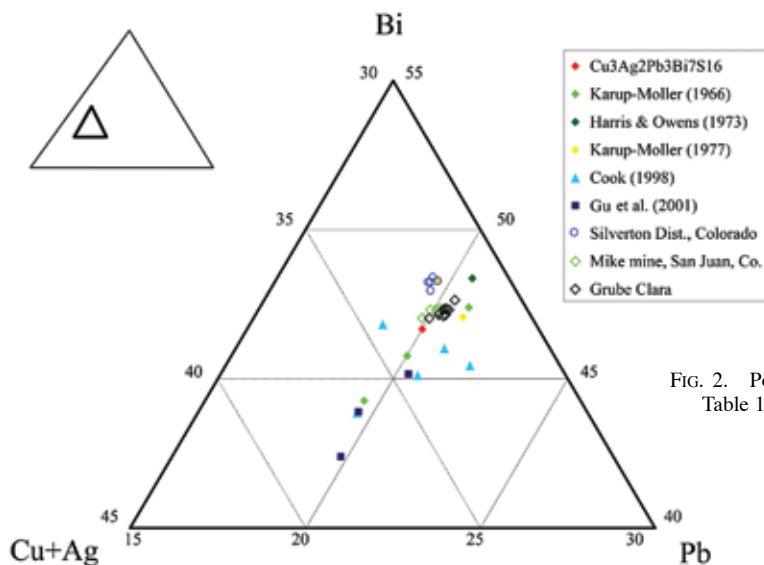 Bi
30 55
Cu3Ag2Pb3Bi7S16
Karup-Moller (1966)
Harris & Owens (1973)
Karup-Moller (1977)
Cook (1998)
Gu et al. (2001)
Silverton Dist., Colorado
Mike mine, San Juan, Co.
Grube Clara
35 50
40 45
FIG. 2. Po
Table 1
45 40
15 20 25 30
Cu+Ag Pb